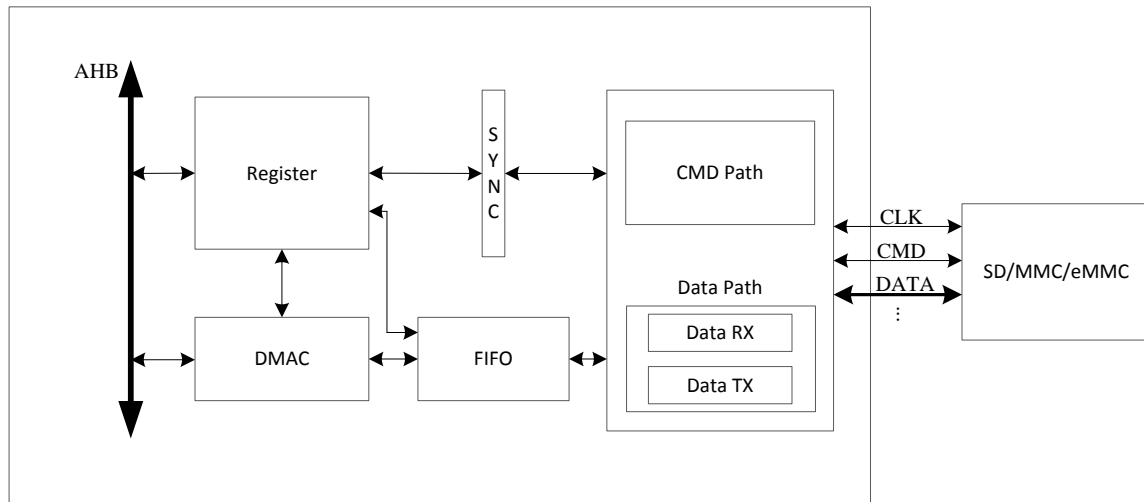 AHB
Register
S
Y
N
C
CMD Path
CLK
CMD
DATA
...
SD/MMC/eMMC
Data Path
Data RX
Data TX
DMAC
FIFO